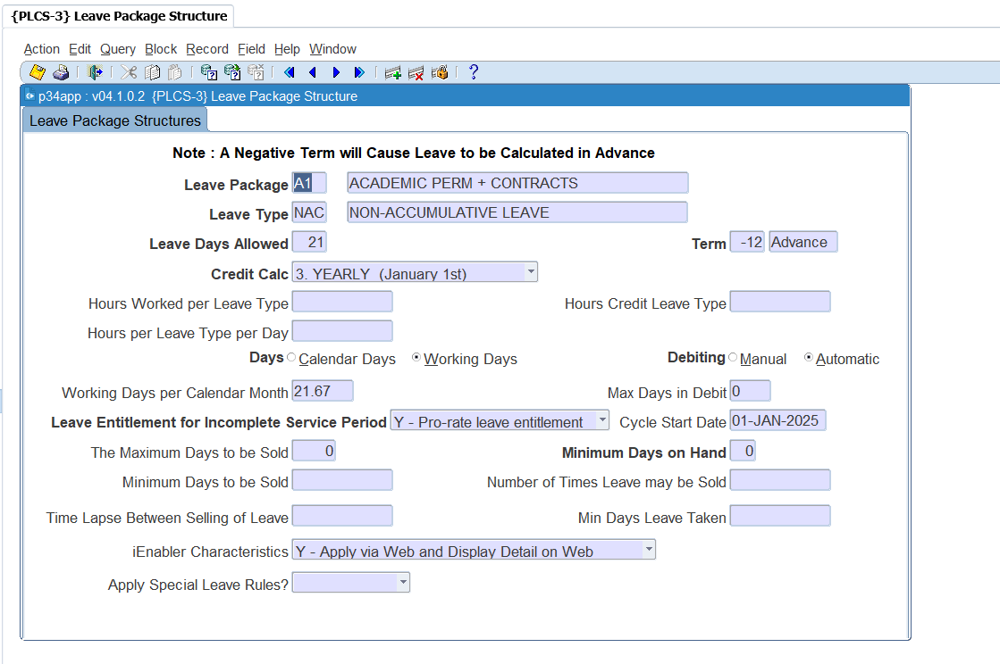 {PLCS-3} Leave Package Structure
Action Edit Query Block Record Field Help Window
p34app : v04.1.0.2 {PLCS-3} Leave Package Structure
Leave Package Structures
Note : A Negative Term will Cause Leave to be Calculated in Advance
Leave Package A1 ACADEMIC PERM + CONTRACTS
Leave Type NAC NON-ACCUMULATIVE LEAVE
Leave Days Allowed 21 Term -12 Advance
Credit Calc 3. YEARLY (January 1st)
Hours Worked per Leave Type Hours Credit Leave Type
Hours per Leave Type per Day
Days Calendar Days Working Days Debiting Manual Automatic
Working Days per Calendar Month 21.67 Max Days in Debit 0
Leave Entitlement for Incomplete Service Period Y - Pro-rate leave entitlement Cycle Start Date 01-JAN-2025
The Maximum Days to be Sold 0 Minimum Days on Hand 0
Minimum Days to be Sold Number of Times Leave may be Sold
Time Lapse Between Selling of Leave Min Days Leave Taken
iEnabler Characteristics Y - Apply via Web and Display Detail on Web
Apply Special Leave Rules?